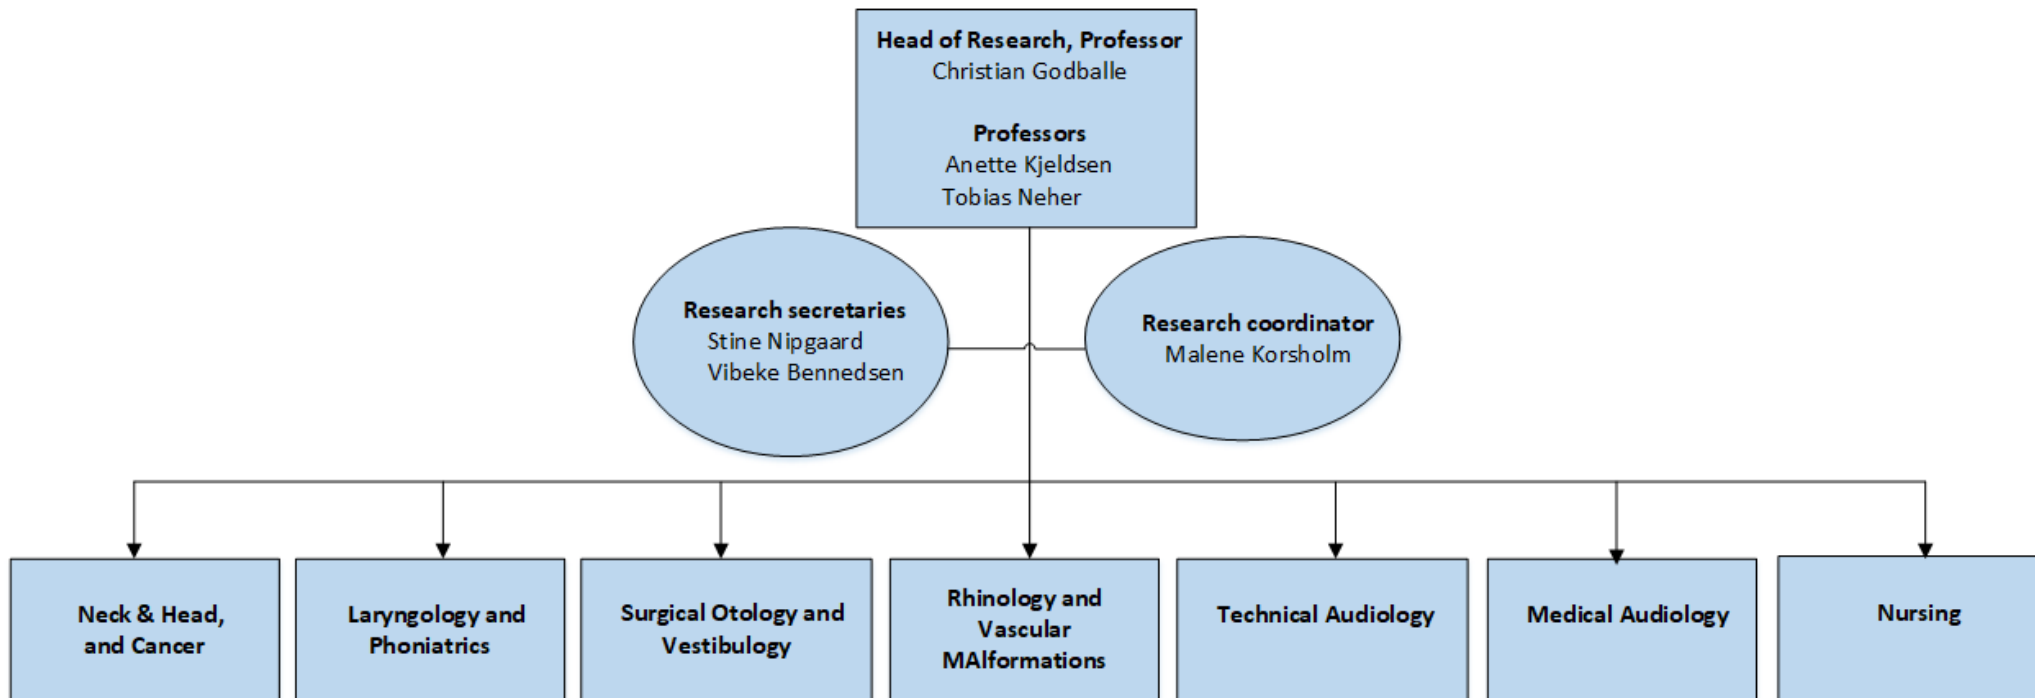 Head of Research, Professor
Christian Godballe
Professors
Anette Kjeldsen
Tobias Neher
Research secretaries
Stine Nipgaard
Vibeke Bennedsen
Research coordinator
Malene Korsholm
Neck & Head,
and Cancer
Laryngology and
Phoniatrics
Surgical Otology and
Vestibulogy
Rhinology and
Vascular
MAlformations
Technical Audiology
Medical Audiology
Nursing